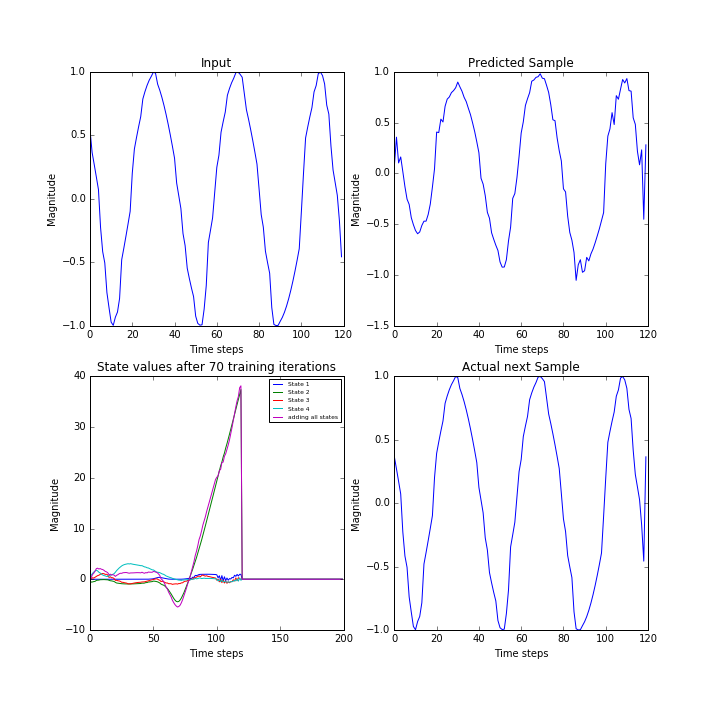 Input
Magnitude
1.0
0.5
0.0
−0.5
−1.0
0 20 40 60 80 100 120
Time steps
Predicted Sample
Magnitude
1.0
0.5
0.0
−0.5
−1.0
−1.5
0 20 40 60 80 100 120
Time steps
State values after 70 training iterations
Magnitude
40
30
20
10
0
−10
0 50 100 150 200
Time steps
State 1
State 2
State 3
State 4
adding all states
Actual next Sample
Magnitude
1.0
0.5
0.0
−0.5
−1.0
0 20 40 60 80 100 120
Time steps